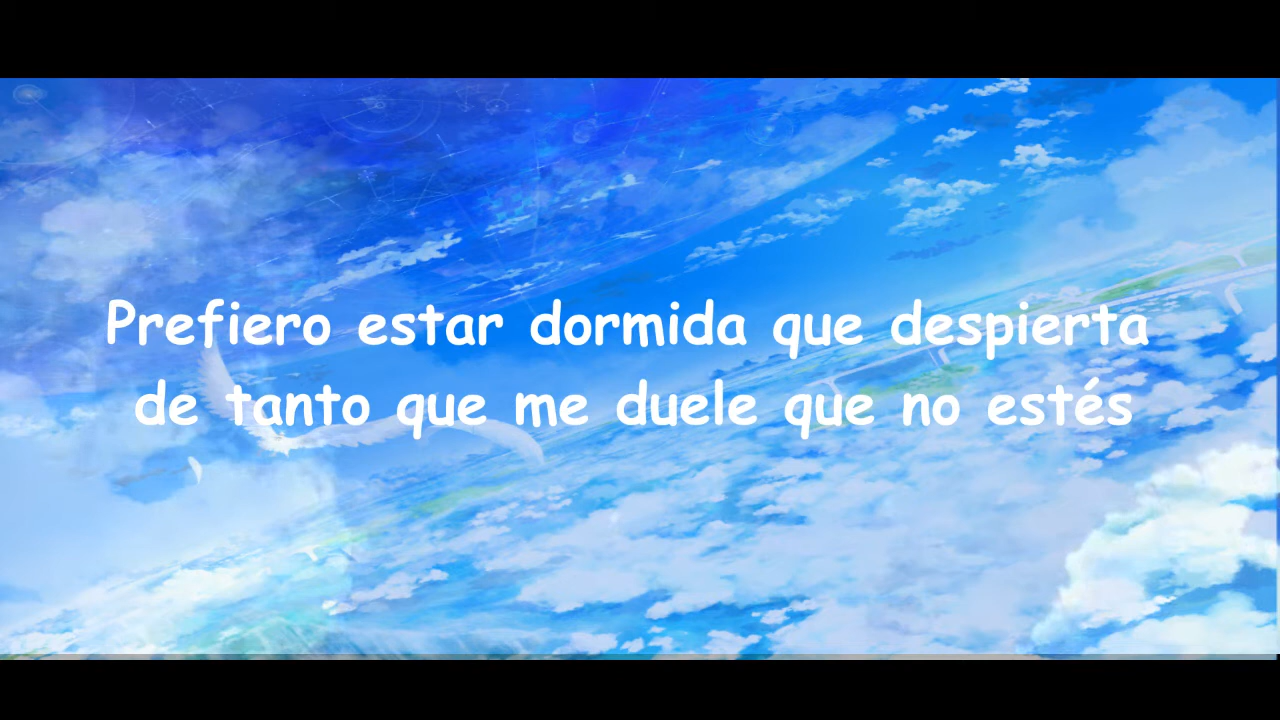 Prefiero estar dormida que despierta
de tanto que me duele que no estés